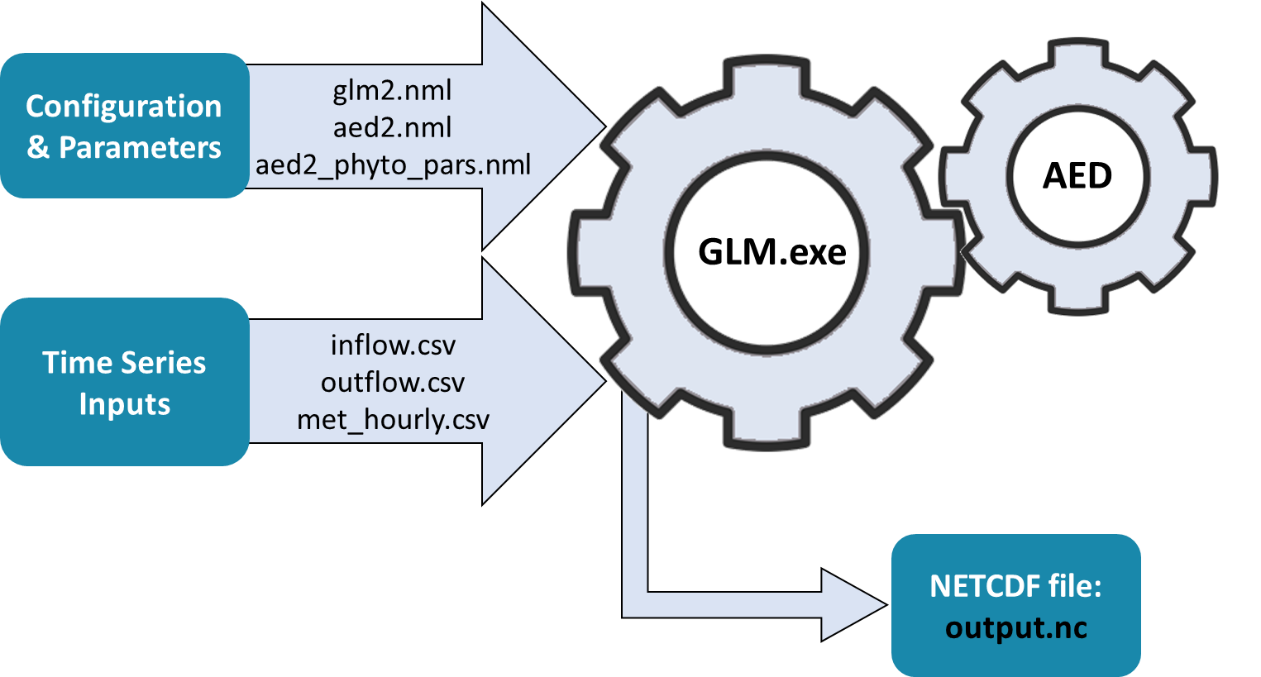 Configuration
& Parameters
glm2.nml
aed2.nml
aed2_phyto_pars.nml
GLM.exe
AED
Time Series
Inputs
inflow.csv
outflow.csv
met_hourly.csv
NETCDF file:
output.nc